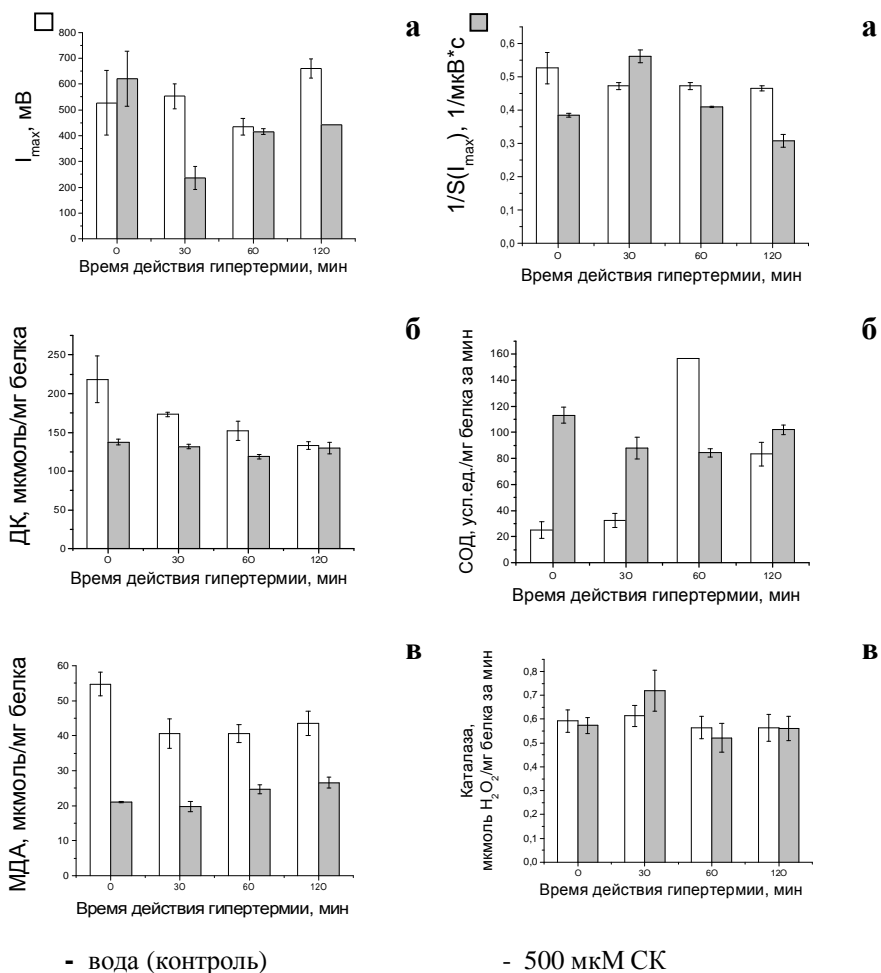 а
800
700
600
500
400
300
200
100
0
I max, мВ
0 30 60 120
Время действия гипертермии, мин
а
0,6
0,5
0,4
0,3
0,2
0,1
0,0
1/S(I max), 1/мкВ*с
0 30 60 120
Время действия гипертермии, мин
б
250
200
150
100
50
0
ДК, мкмоль/мг белка
0 30 60 120
Время действия гипертермии, мин
б
160
140
120
100
80
60
40
20
0
СОД, усл.ед./мг белка за мин
0 30 60 120
Время действия гипертермии, мин
в
60
50
40
30
20
10
0
МДА, мкмоль/мг белка
0 30 60 120
Время действия гипертермии, мин
в
0,8
0,7
0,6
0,5
0,4
0,3
0,2
0,1
0,0
Каталаза,
мкмоль H2O2/мг белка за мин
0 30 60 120
Время действия гипертермии, мин
- вода (контроль)
- 500 мкМ СК